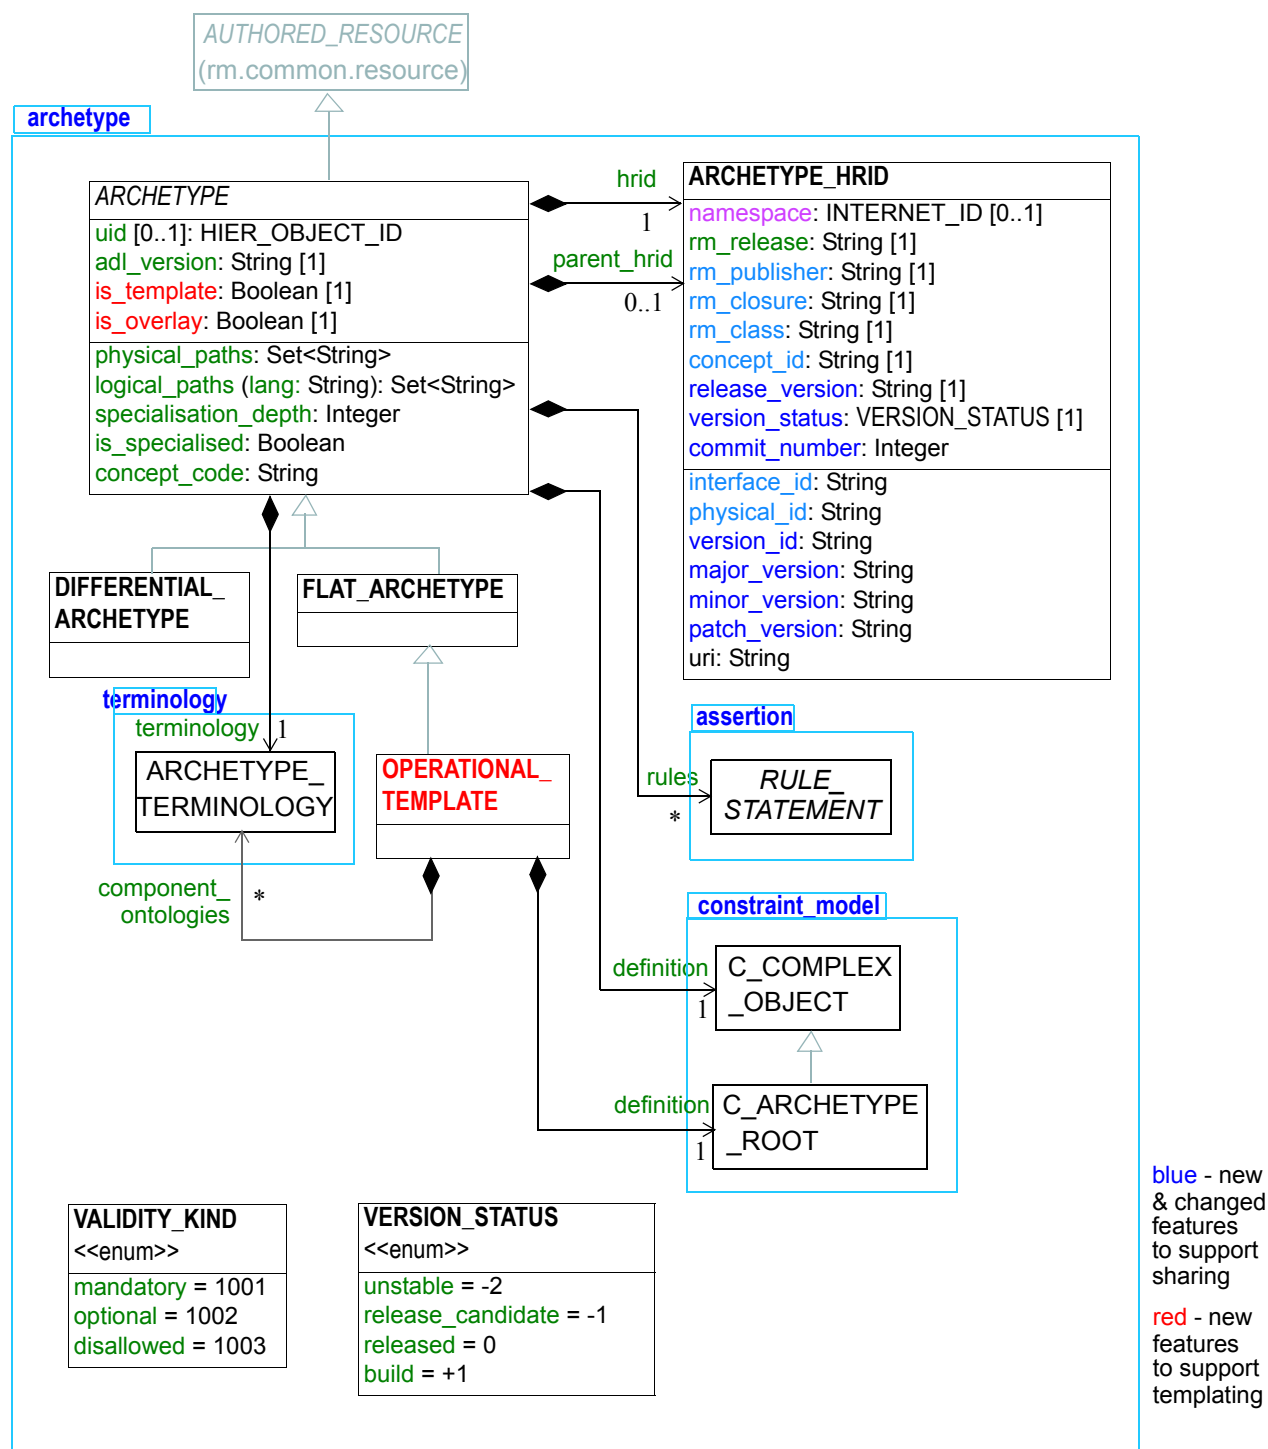 AUTHORED_RESOURCE
(rm.common.resource)
archetype
ARCHETYPE
uid [0..1]: HIER_OBJECT_ID
adl_version: String [1]
is_template: Boolean [1]
is_overlay: Boolean [1]
physical_paths: Set<String>
logical_paths (lang: String): Set<String>
specialisation_depth: Integer
is_specialised: Boolean
concept_code: String
hrid
1
parent_hrid
0..1
ARCHETYPE_HRID
namespace: INTERNET_ID [0..1]
rm_release: String [1]
rm_publisher: String [1]
rm_closure: String [1]
rm_class: String [1]
concept_id: String [1]
release_version: String [1]
version_status: VERSION_STATUS [1]
commit_number: Integer
interface_id: String
physical_id: String
version_id: String
major_version: String
minor_version: String
patch_version: String
uri: String
DIFFERENTIAL_
ARCHETYPE
FLAT_ARCHETYPE
terminology
terminology
1
ARCHETYPE_
TERMINOLOGY
OPERATIONAL_
TEMPLATE
component_
ontologies
*
assertion
rules
*
RULE_
STATEMENT
constraint_model
definition
1
C_COMPLEX
_OBJECT
definition
1
C_ARCHETYPE
_ROOT
VALIDITY_KIND
<<enum>>
mandatory = 1001
optional = 1002
disallowed = 1003
VERSION_STATUS
<<enum>>
unstable = -2
release_candidate = -1
released = 0
build = +1
blue - new
& changed
features
to support
sharing
red - new
features
to support
templating